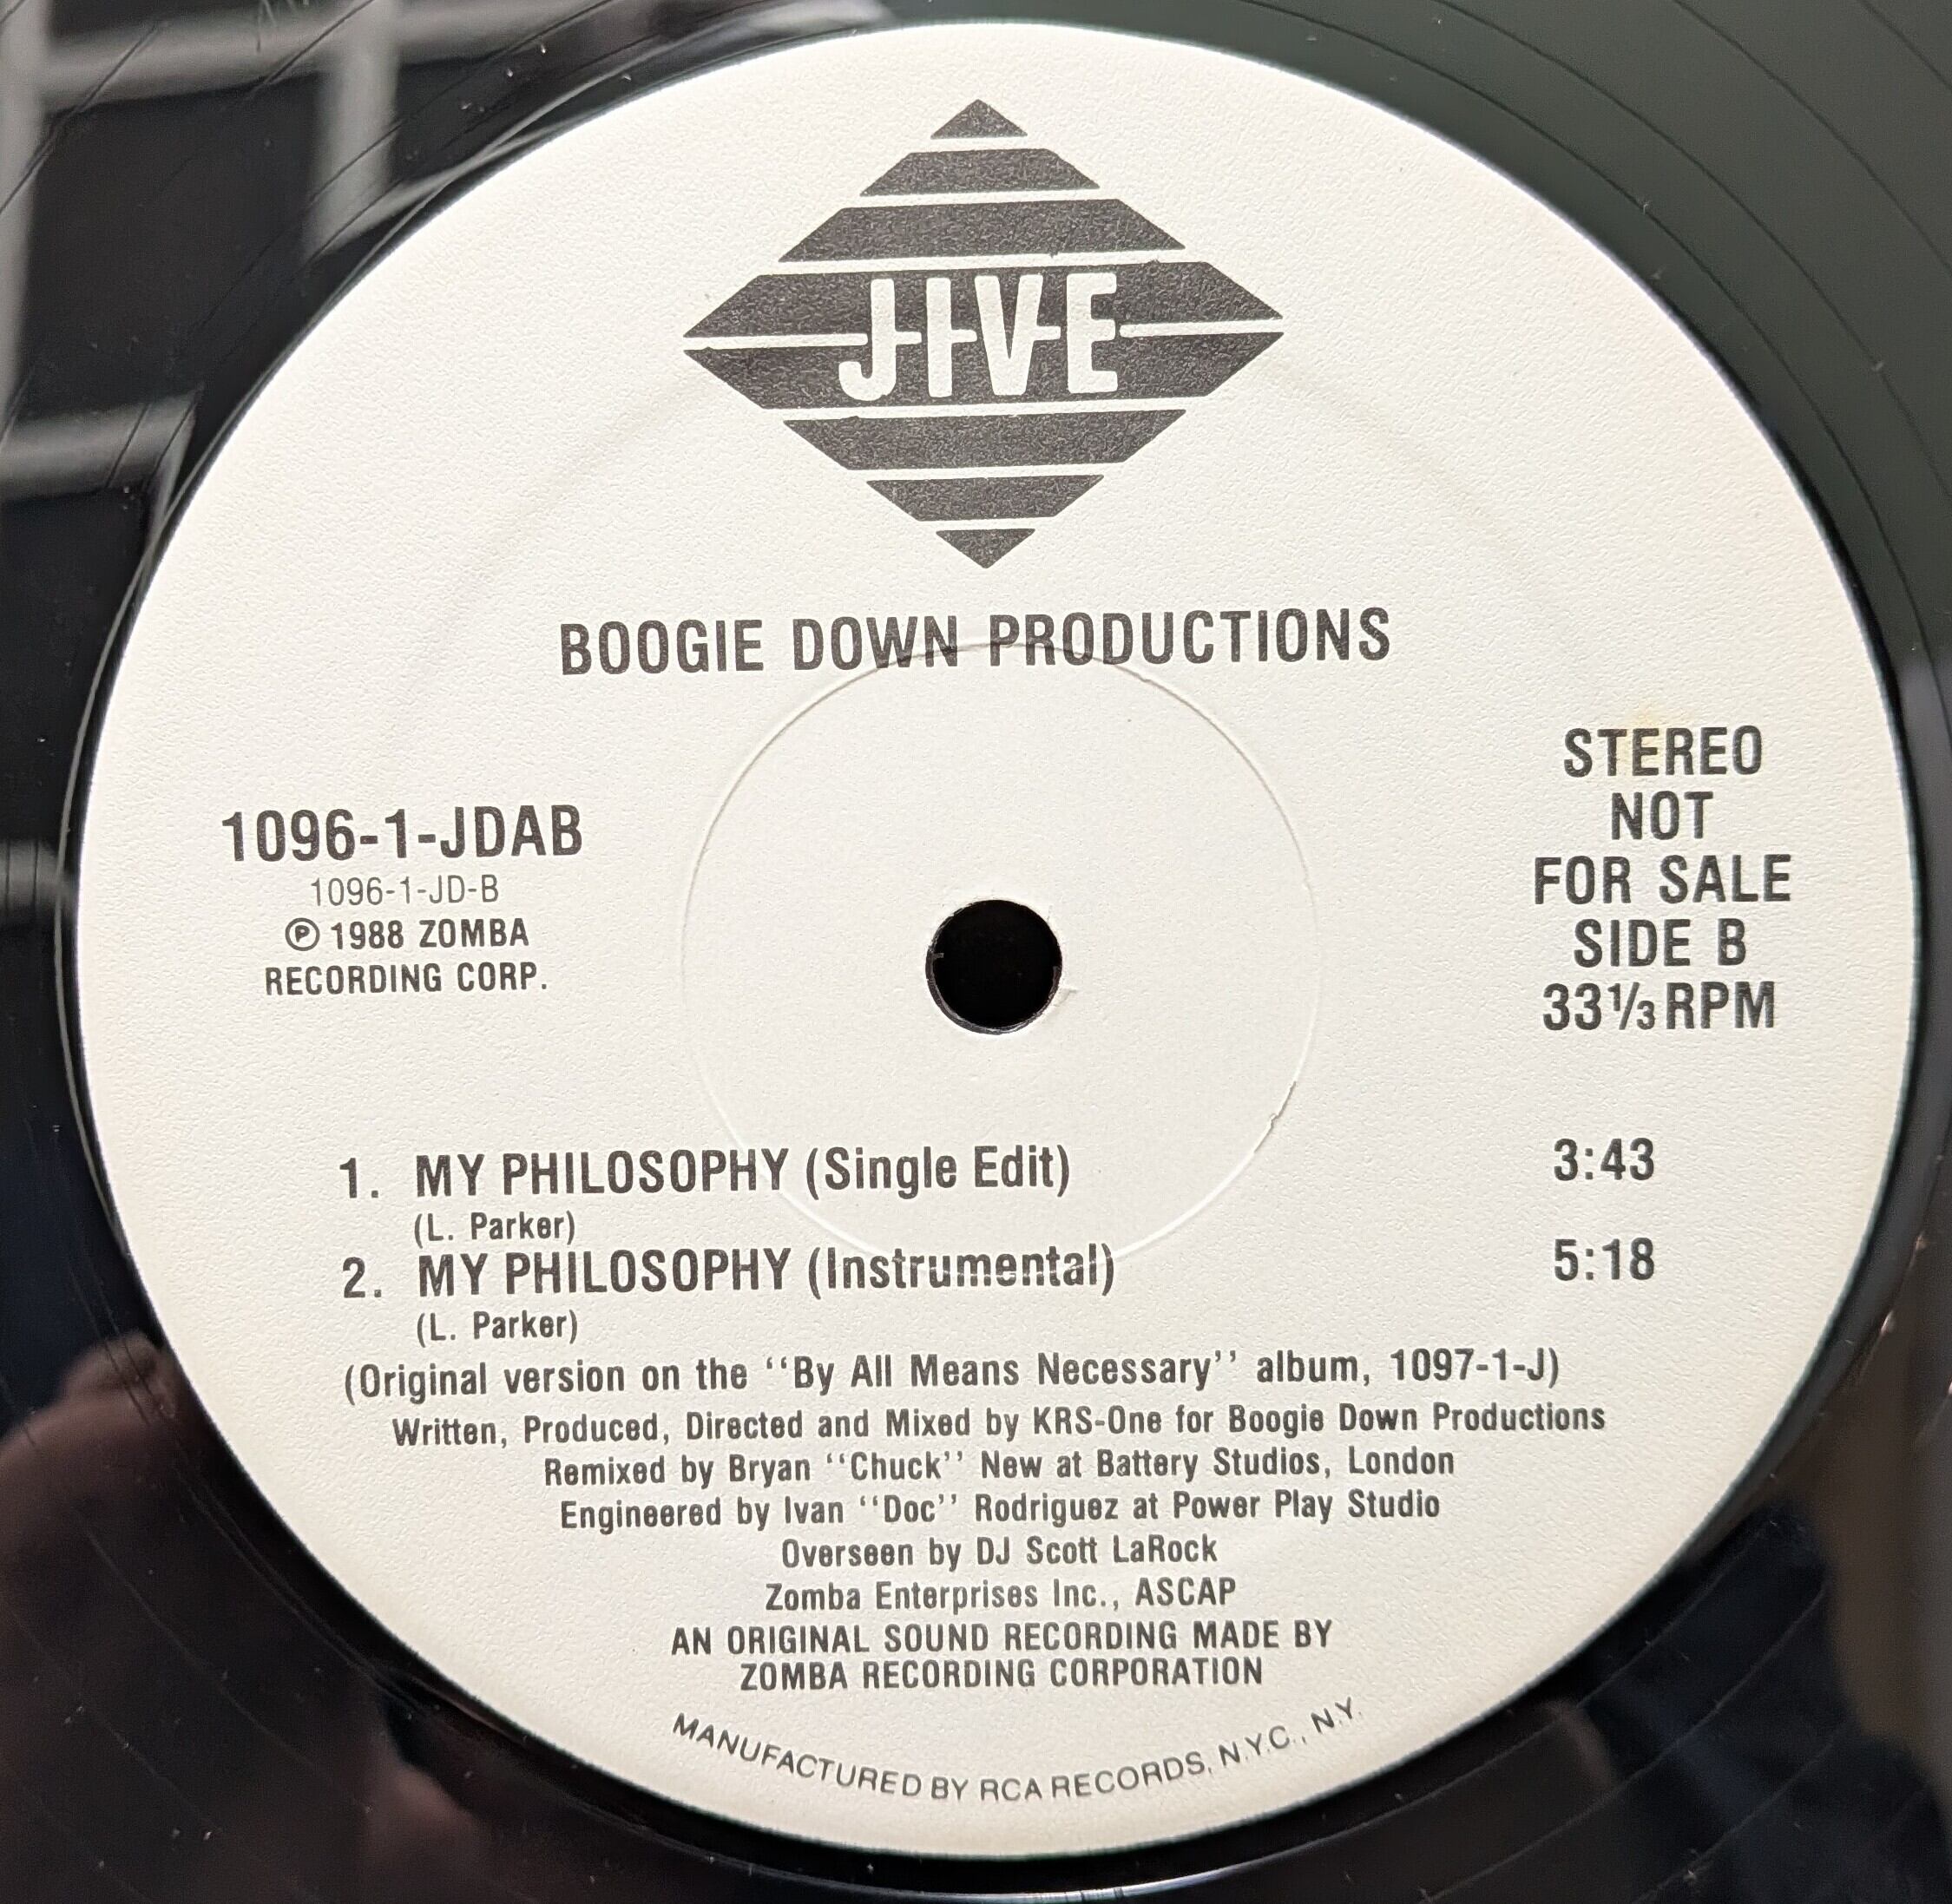 JIVE
BOOGIE DOWN PRODUCTIONS
1096-1-JDAB
1096-1-JD-B
℗ 1988 ZOMBA
RECORDING CORP.
STEREO
NOT
FOR SALE
SIDE B
33⅓ RPM
1. MY PHILOSOPHY (Single Edit) 3:43
(L. Parker)
2. MY PHILOSOPHY (Instrumental) 5:18
(L. Parker)
(Original version on the ‘‘By All Means Necessary’’ album, 1097-1-J)
Written, Produced, Directed and Mixed by KRS-One for Boogie Down Productions
Remixed by Bryan ‘‘Chuck’’ New at Battery Studios, London
Engineered by Ivan ‘‘Doc’’ Rodriguez at Power Play Studio
Overseen by DJ Scott LaRock
Zomba Enterprises Inc., ASCAP
AN ORIGINAL SOUND RECORDING MADE BY
ZOMBA RECORDING CORPORATION
MANUFACTURED BY RCA RECORDS, N.Y.C., N.Y.